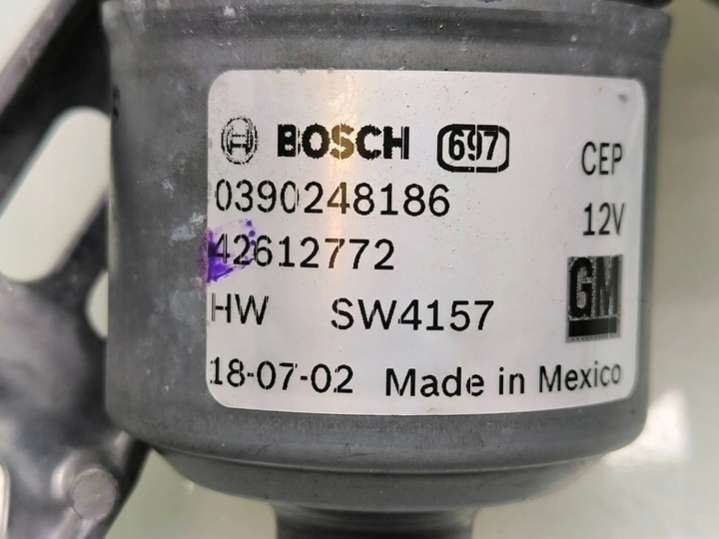 BOSCH 697
CEP
0390248186
12V
42612772
GM
HW SW4157
18-07-02 Made in Mexico